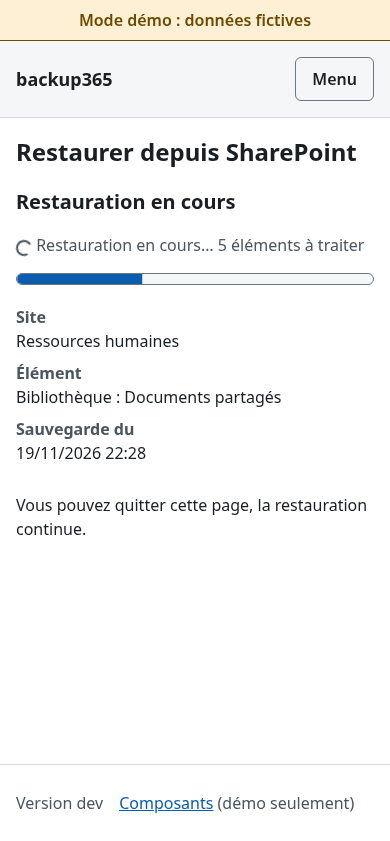 Mode démo : données fictives
backup365
Menu
Restaurer depuis SharePoint
Restauration en cours
Restauration en cours… 5 éléments à traiter
Site
Ressources humaines
Élément
Bibliothèque : Documents partagés
Sauvegarde du
19/11/2026 22:28
Vous pouvez quitter cette page, la restauration
continue.
Version dev Composants (démo seulement)